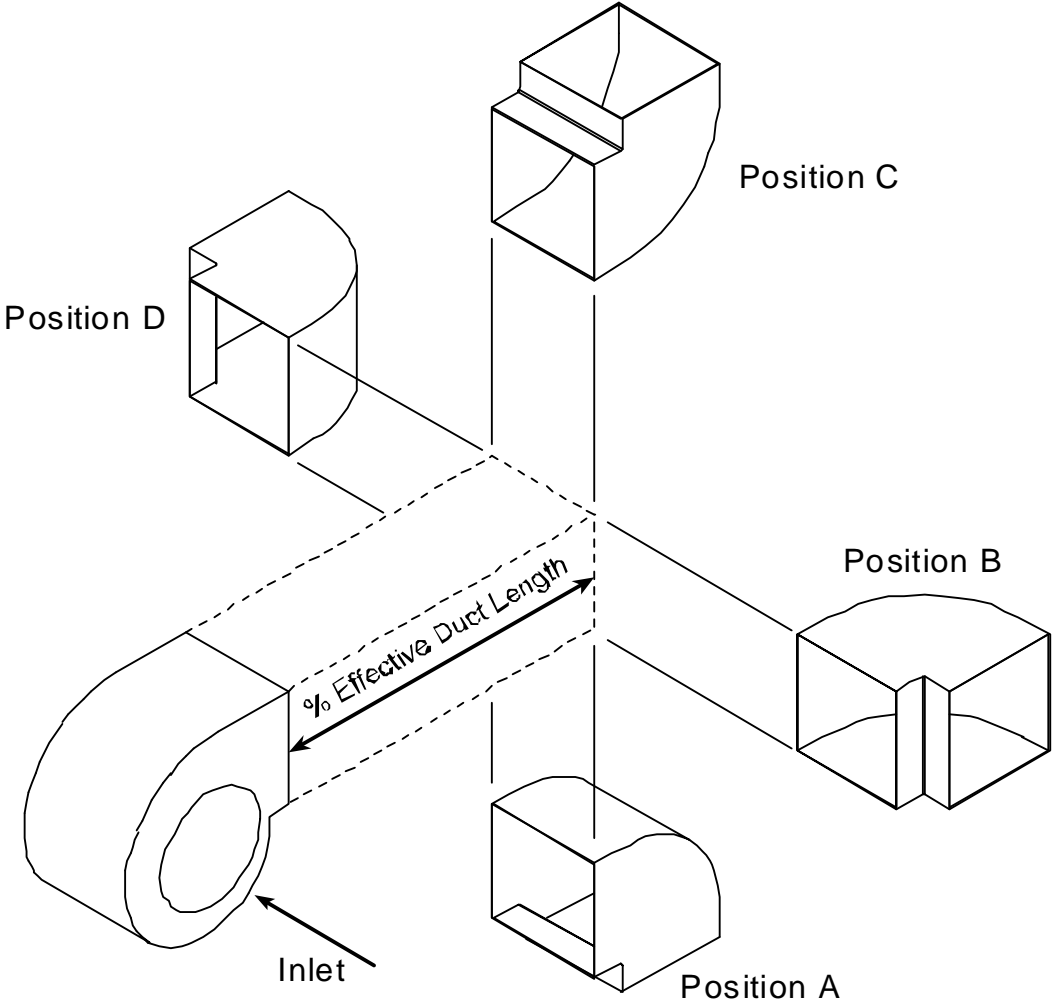 Position C
Position D
Position B
% Effective Duct Length
Inlet
Position A